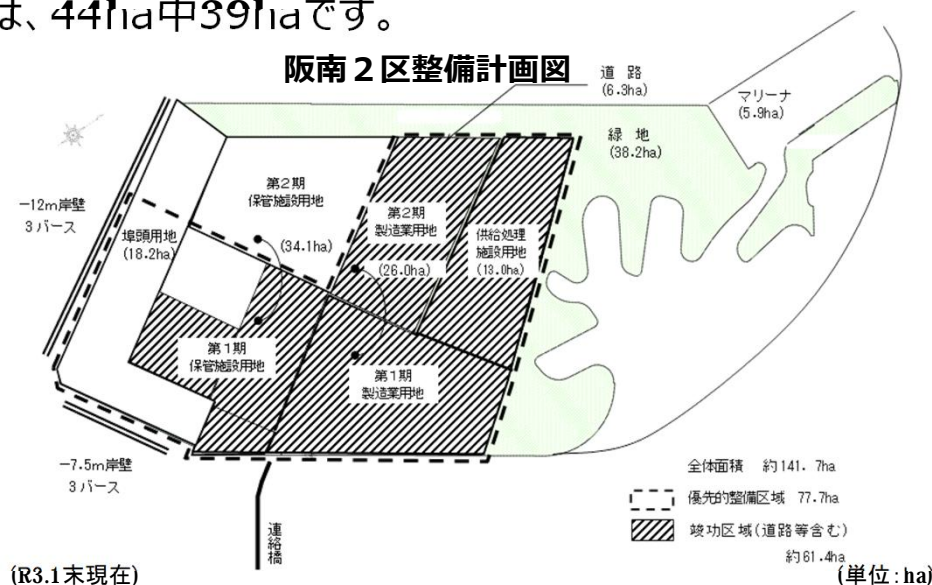 は、44ha中39haです。
阪南２区整備計画図
道 路
(6.3ha)
マリーナ
(5.9ha)
緑 地
(38.2ha)
第２期
保管施設用地
−12m岸壁
３バース
第２期
製造業用地
供給処理
施設用地
(13.0ha)
埠頭用地
(18.2ha)
(34.1ha)
(26.0ha)
第１期
保管施設用地
第１期
製造業用地
−7.5m岸壁
３バース
連絡橋
全体面積 約141.7ha
優先的整備区域 77.7ha
竣功区域(道路等含む)
約61.4ha
(R3.1末現在)
(単位：ha)